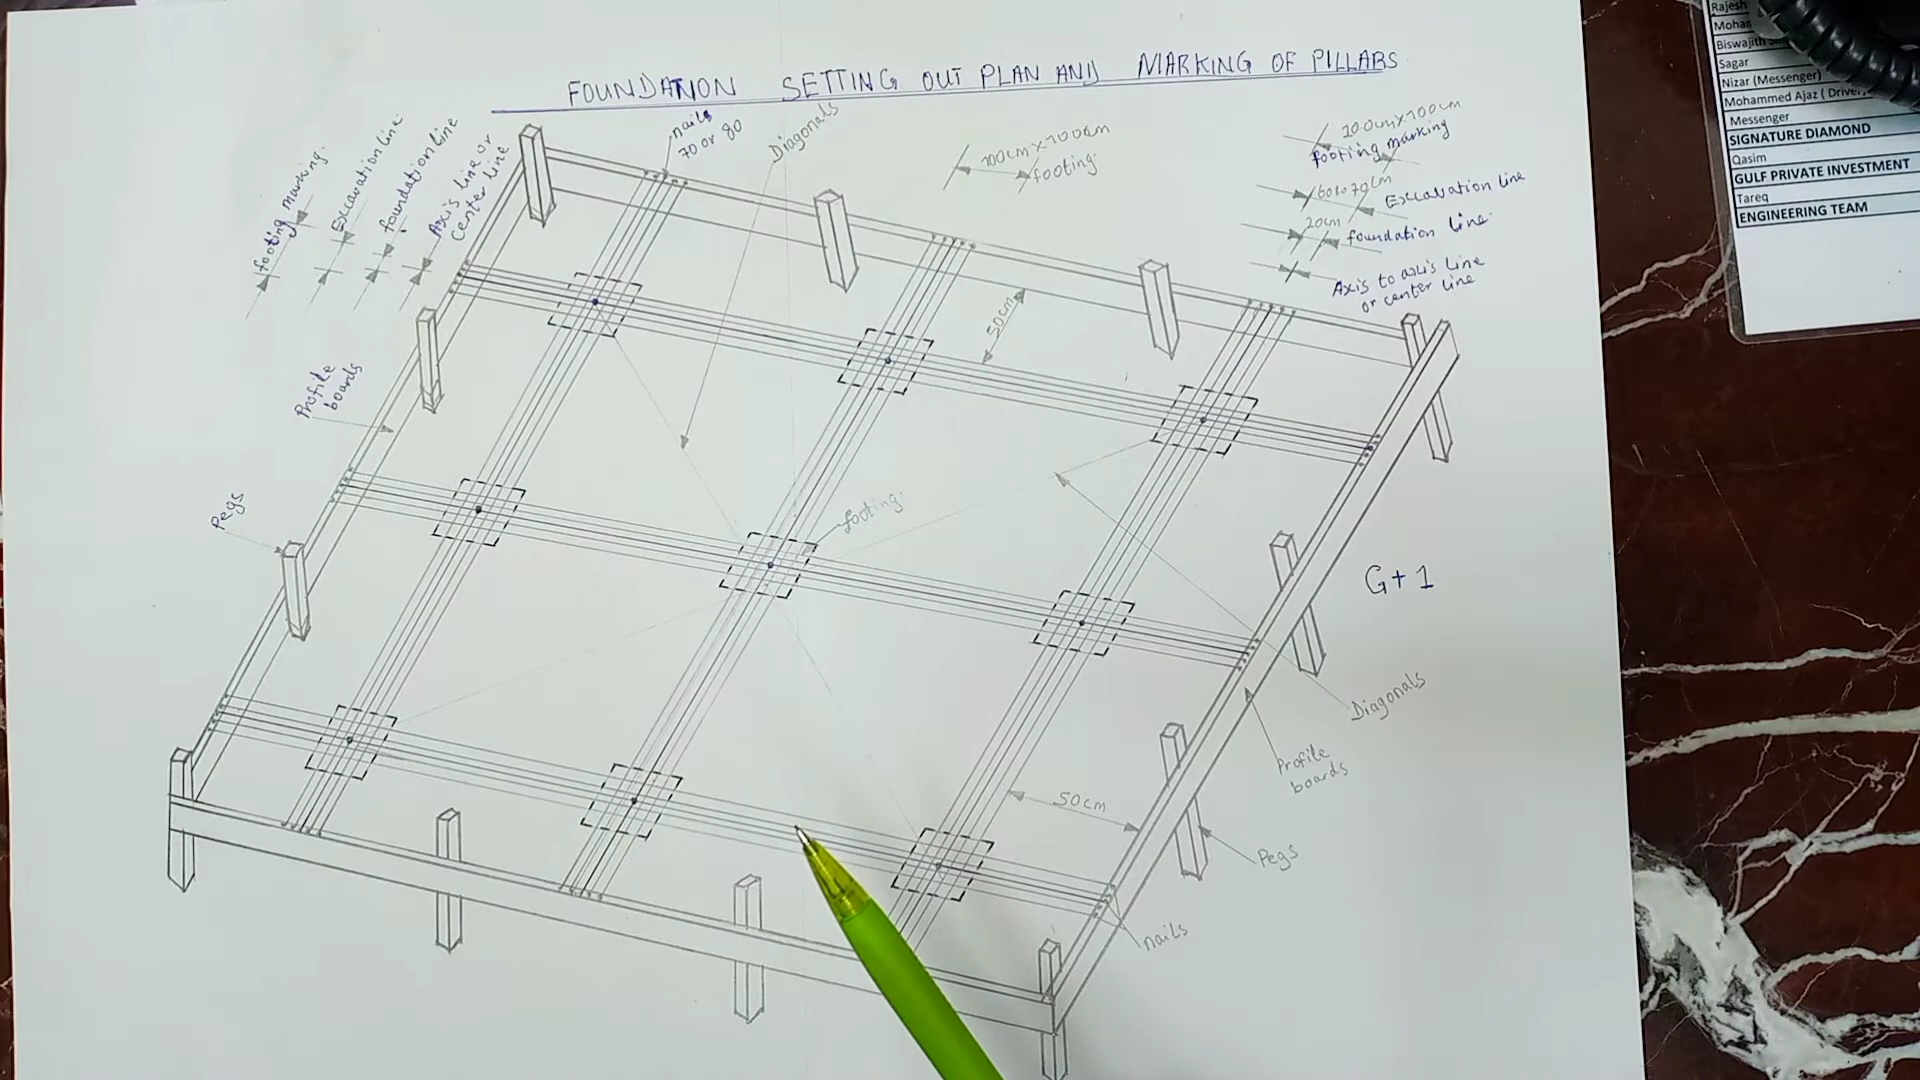 FOUNDATION SETTING OUT PLAN AND MARKING OF PILLARS
footing marking.
Excavation line
foundation line
Axis line or
center line
nails
70 or 80
Diagonals
100cm x 100cm
footing.
100cm x 100cm
footing marking
60 to 70cm
Excavation line
20cm
foundation line.
Axis to axis line
or center line
50cm
Profile
boards
Pegs
footing.
G+1
Diagonals
Profile
boards
50cm
Pegs
nails
Rajesh
Mohan
Biswajith
Sagar
Nizar (Messenger)
Mohammed Ajaz ( Driver,
Messenger
SIGNATURE DIAMOND
Qasim
GULF PRIVATE INVESTMENT
Tareq
ENGINEERING TEAM